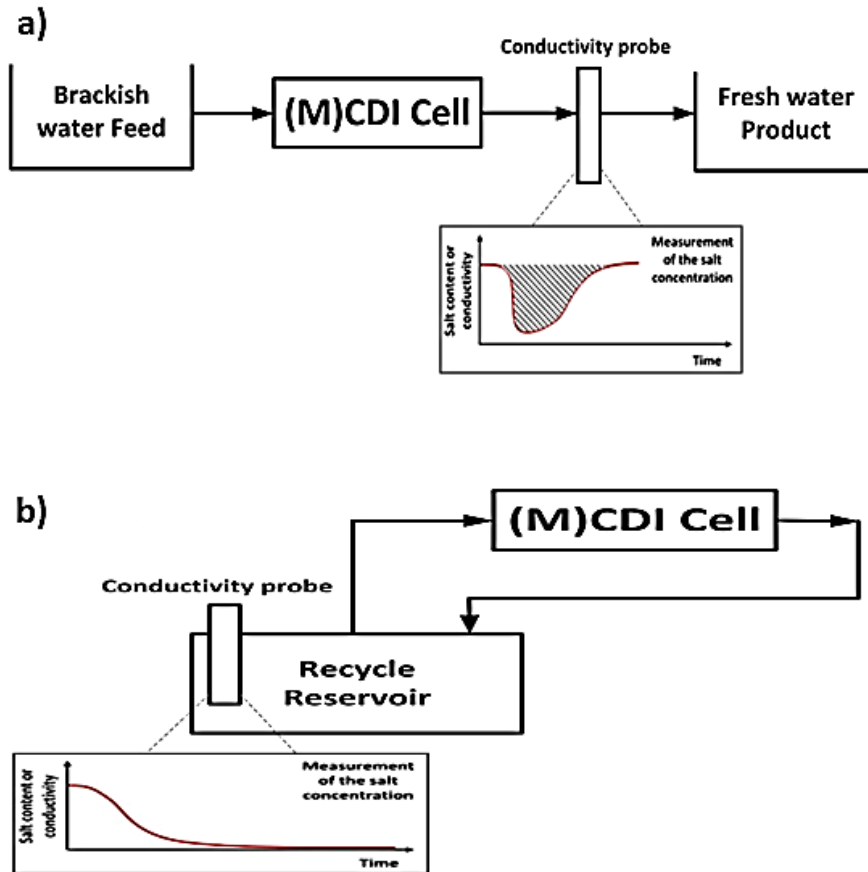 a)
Conductivity probe
Brackish
water Feed
(M)CDI Cell
Fresh water
Product
Salt content or
conductivity
Measurement
of the salt
concentration
Time
b)
(M)CDI Cell
Conductivity probe
Recycle
Reservoir
Salt content or
conductivity
Measurement
of the salt
concentration
Time